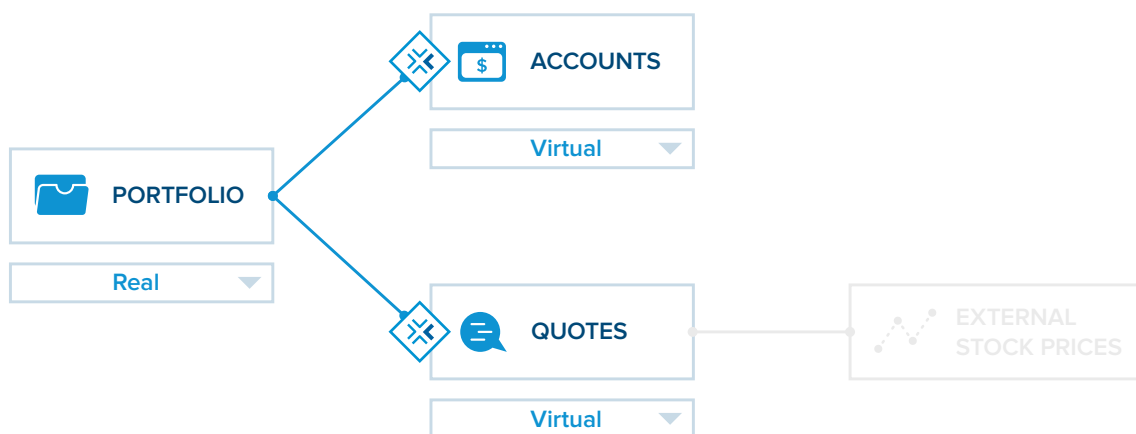 $
ACCOUNTS
Virtual
PORTFOLIO
Real
QUOTES
EXTERNAL
STOCK PRICES
Virtual